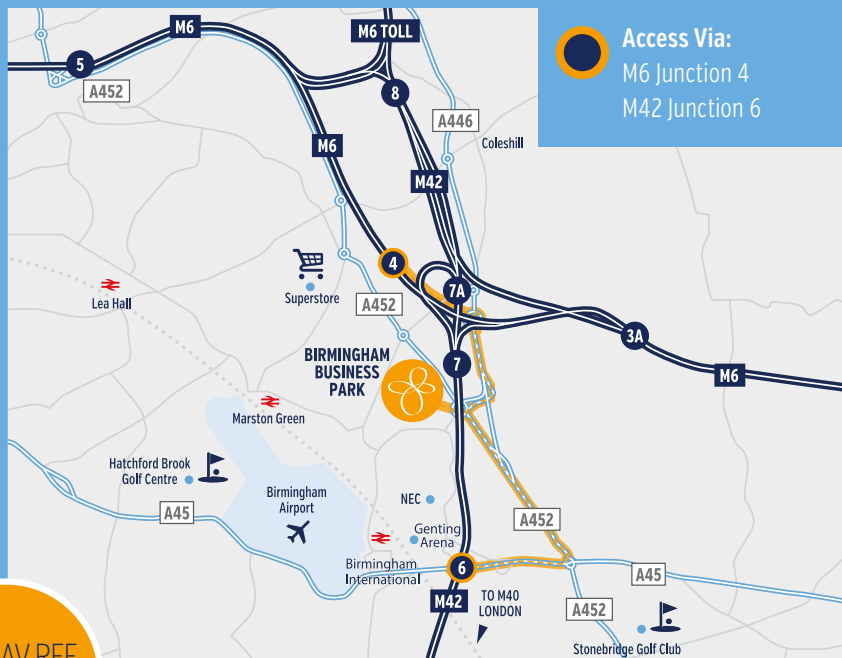 M6
M6 TOLL
Access Via:
M6 Junction 4
M42 Junction 6
5
A452
8
A446
Coleshill
M6
M42
4
7A
Superstore
A452
Lea Hall
3A
BIRMINGHAM
BUSINESS
PARK
7
M6
Marston Green
Hatchford Brook
Golf Centre
Birmingham
Airport
NEC
A45
A452
Genting
Arena
Birmingham
International
6
A45
M42
TO M40
LONDON
A452
Stonebridge Golf Club